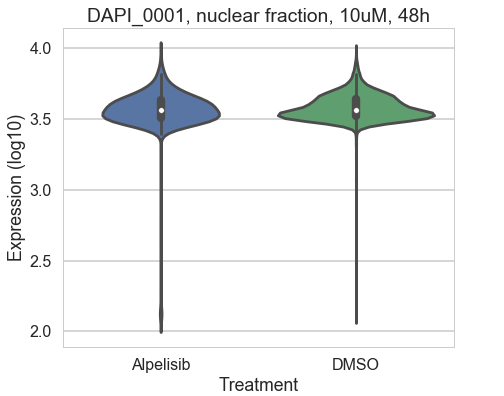 DAPI_0001, nuclear fraction, 10uM, 48h
Expression (log10)
4.0
3.5
3.0
2.5
2.0
Alpelisib
DMSO
Treatment